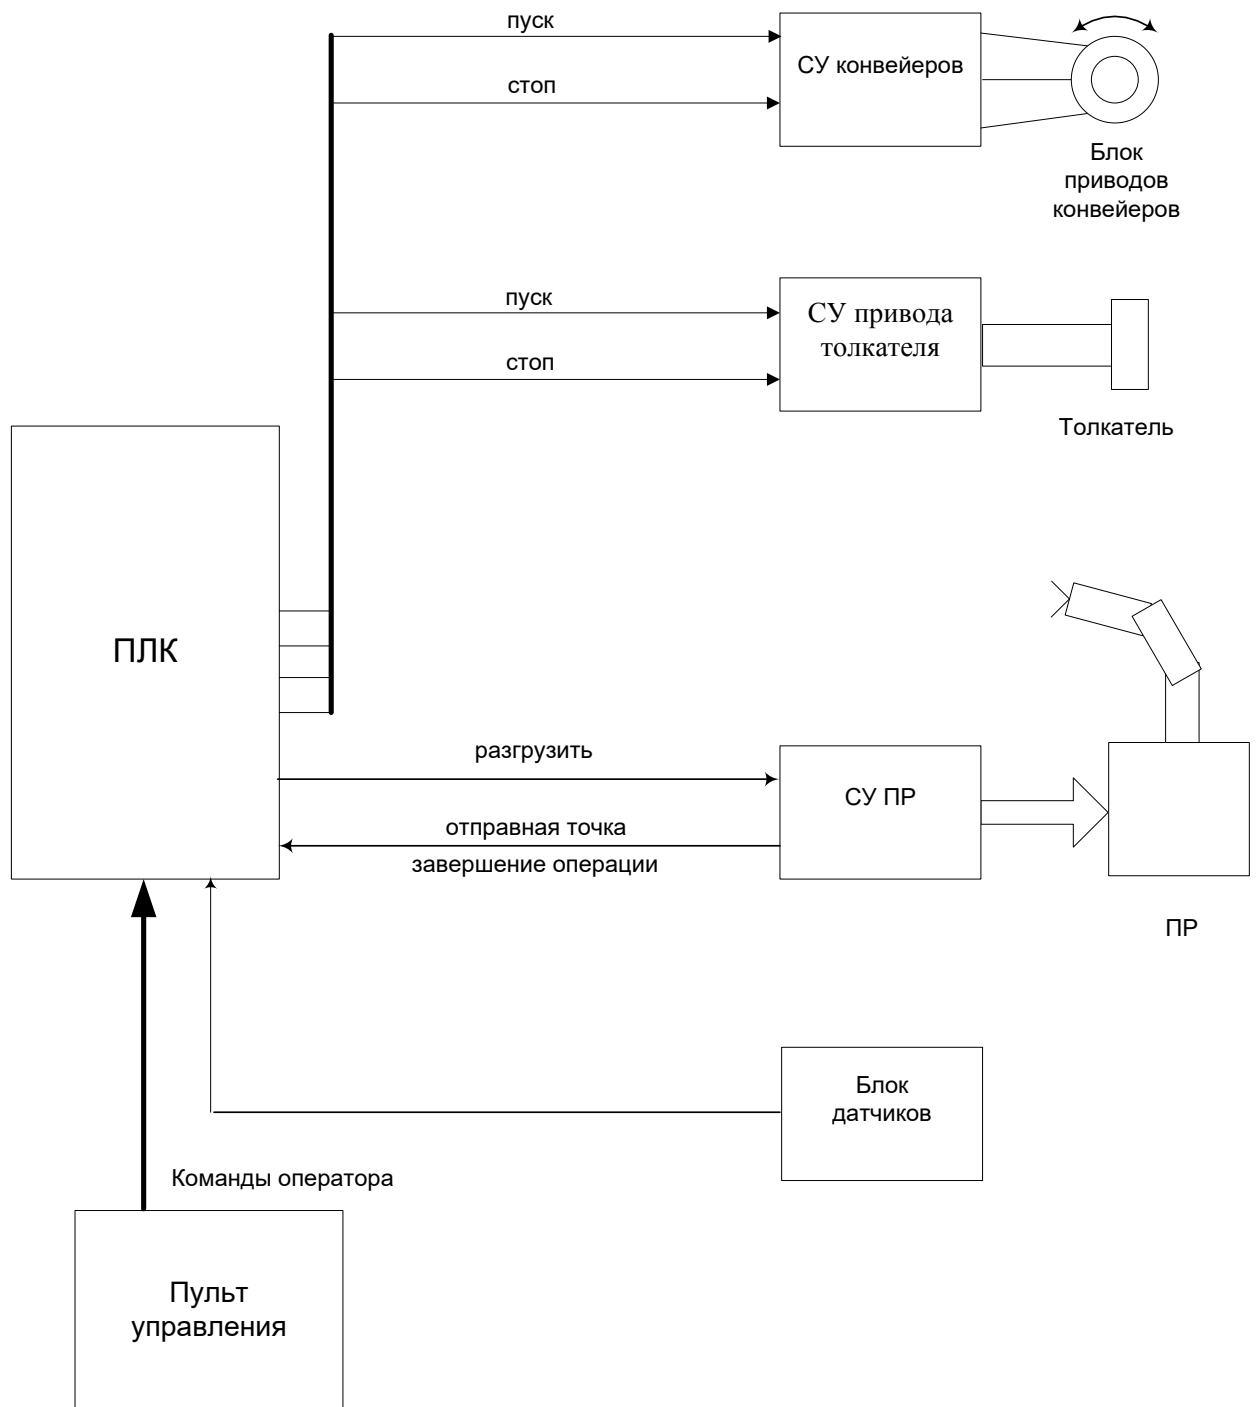 пуск
СУ конвейеров
стоп
Блок
приводов
конвейеров
пуск
СУ привода
толкателя
стоп
Толкатель
ПЛК
разгрузить
СУ ПР
отправная точка
завершение операции
ПР
Блок
датчиков
Команды оператора
Пульт
управления